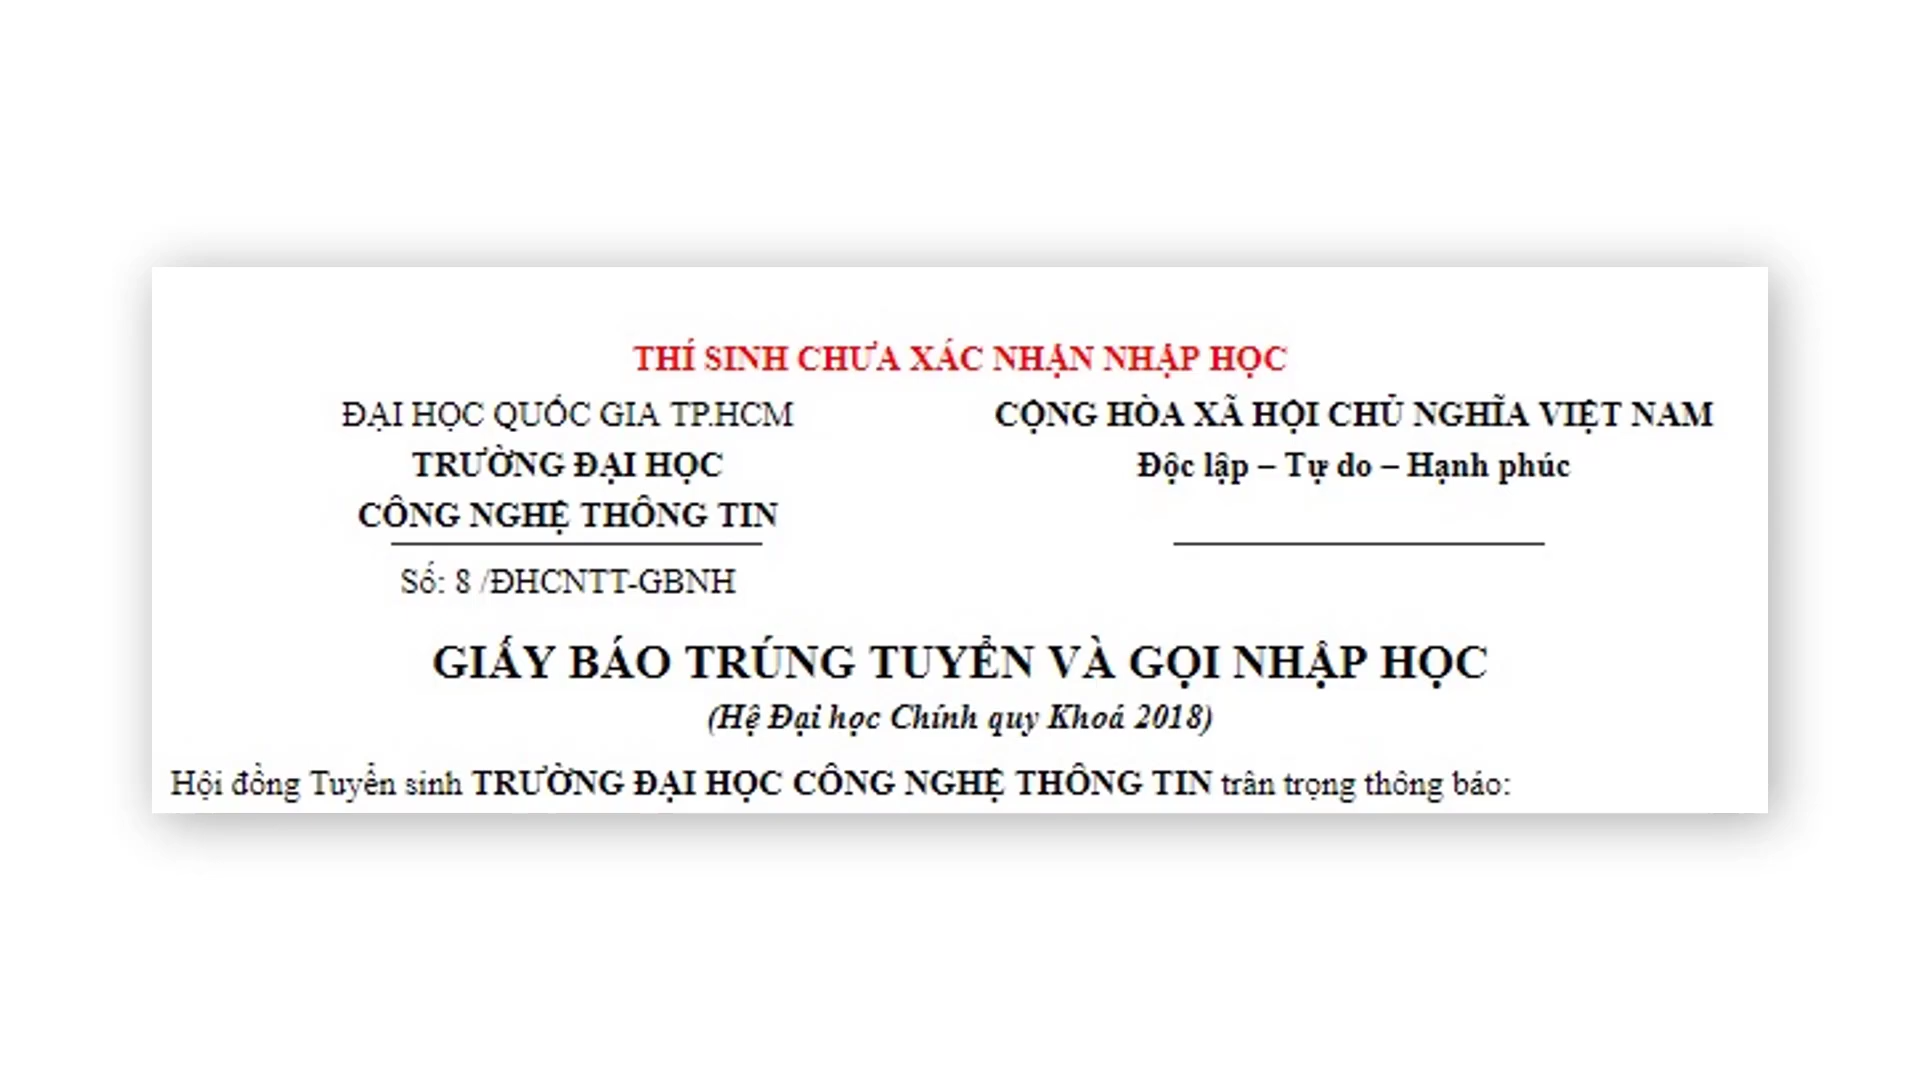 THÍ SINH CHƯA XÁC NHẬN NHẬP HỌC
ĐẠI HỌC QUỐC GIA TP.HCM
TRƯỜNG ĐẠI HỌC
CÔNG NGHỆ THÔNG TIN
Số: 8 /ĐHCNTT-GBNH
CỘNG HÒA XÃ HỘI CHỦ NGHĨA VIỆT NAM
Độc lập – Tự do – Hạnh phúc
GIẤY BÁO TRÚNG TUYỂN VÀ GỌI NHẬP HỌC
(Hệ Đại học Chính quy Khoá 2018)
Hội đồng Tuyển sinh TRƯỜNG ĐẠI HỌC CÔNG NGHỆ THÔNG TIN trân trọng thông báo: